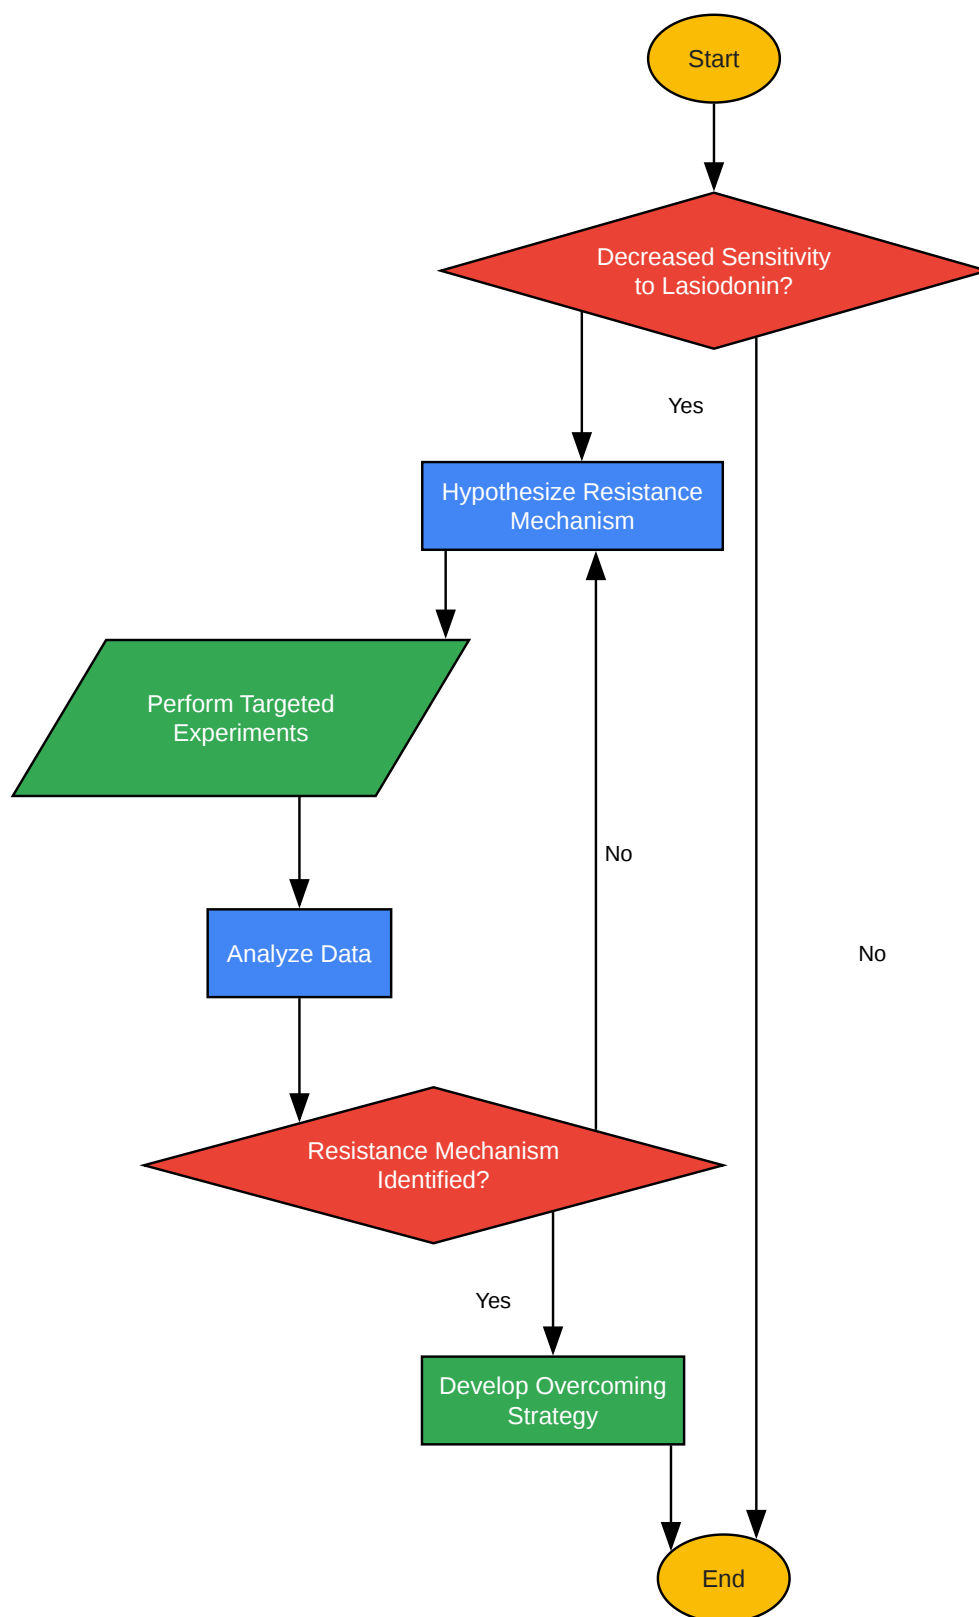 Start
Decreased Sensitivity
to Lasiodonin?
Yes
Hypothesize Resistance
Mechanism
Perform Targeted
Experiments
No
Analyze Data
No
Resistance Mechanism
Identified?
Yes
Develop Overcoming
Strategy
End